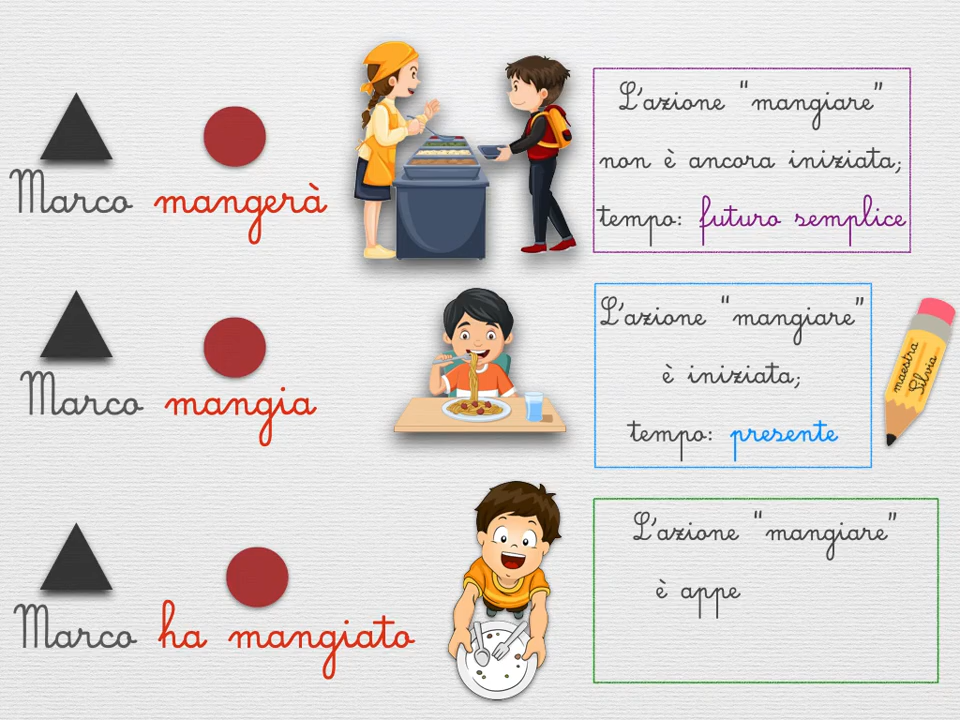 Marco mangerà
L'azione "mangiare"
non è ancora iniziata;
tempo: futuro semplice
Marco mangia
L'azione "mangiare"
è iniziata;
tempo: presente
maestra
Silvia
Marco ha mangiato
L'azione "mangiare"
è appe